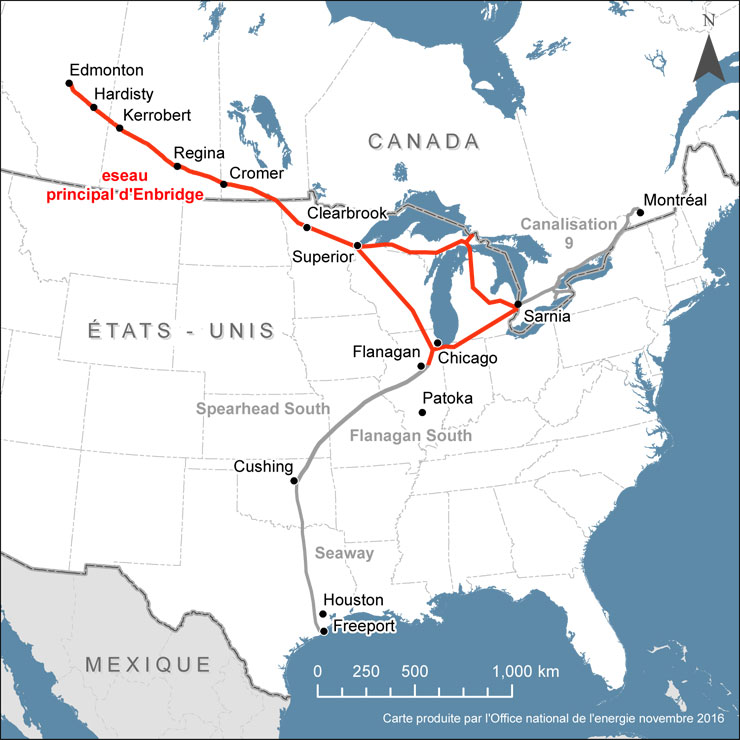 N
Edmonton
Hardisty
Kerrobert
CANADA
Regina
Cromer
eseau
principal d'Enbridge
Montréal
Clearbrook
Canalisation
9
Superior
Sarnia
ÉTATS - UNIS
Flanagan
Chicago
Patoka
Spearhead South
Flanagan South
Cushing
Seaway
Houston
Freeport
MEXIQUE
0 250 500 1,000 km
Carte produite par l'Office national de l'energie novembre 2016